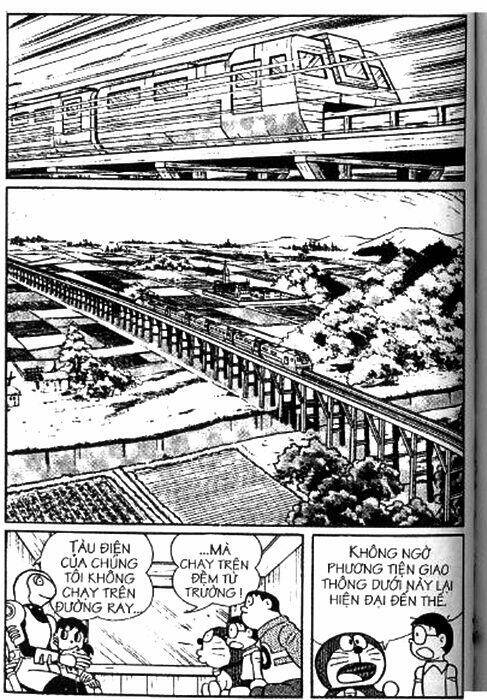 TÀU ĐIỆN
CỦA CHÚNG
TÔI KHÔNG
CHẠY TRÊN
ĐƯỜNG RAY...
...MÀ
CHẠY TRÊN
ĐỆM TỪ
TRƯỜNG!
KHÔNG NGỜ
PHƯƠNG TIỆN GIAO
THÔNG DƯỚI NÀY LẠI
HIỆN ĐẠI ĐẾN THẾ.